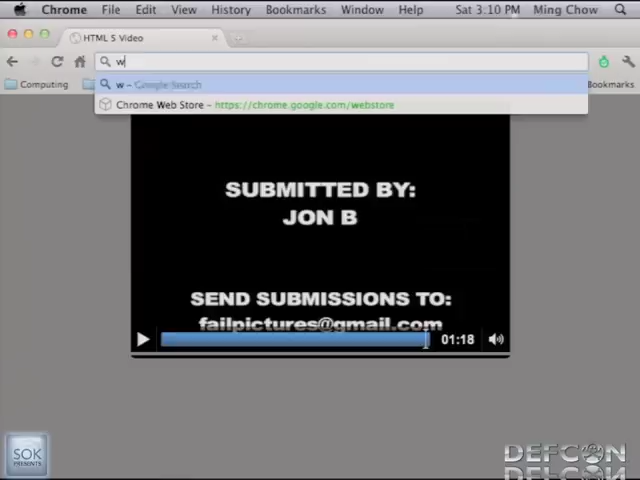 Chrome File Edit View History Bookmarks Window Help Sat 3:10 PM Ming Chow
HTML 5 Video
w
Computing
w – Google Search
Bookmarks
Chrome Web Store – https://chrome.google.com/webstore
SUBMITTED BY:
JON B
SEND SUBMISSIONS TO:
failpictures@gmail.com
01:18
SOK
PRESENTS
DEFCON